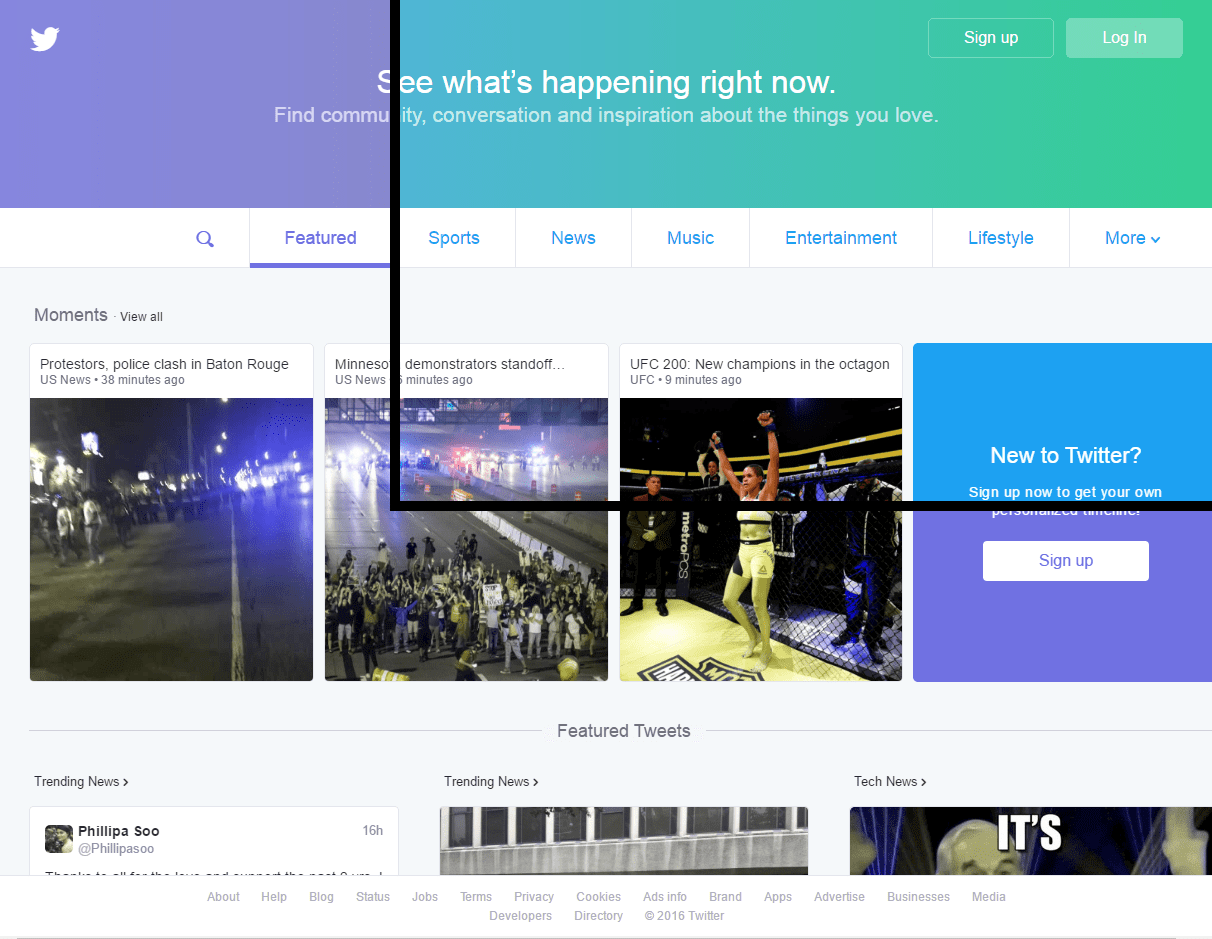 Sign up
Log In
See what's happening right now.
Find community, conversation and inspiration about the things you love.
Featured
Sports
News
Music
Entertainment
Lifestyle
More
Moments · View all
Protestors, police clash in Baton Rouge
US News • 38 minutes ago
Minnesota demonstrators standoff…
US News 6 minutes ago
UFC 200: New champions in the octagon
UFC • 9 minutes ago
metroPCS
New to Twitter?
Sign up now to get your own
personalized timeline!
Sign up
Featured Tweets
Trending News
Trending News
Tech News
Phillipa Soo
16h
@Phillipasoo
Thanks to all for the love and support the past
IT'S
About Help Blog Status Jobs Terms Privacy Cookies Ads info Brand Apps Advertise Businesses Media
Developers Directory © 2016 Twitter